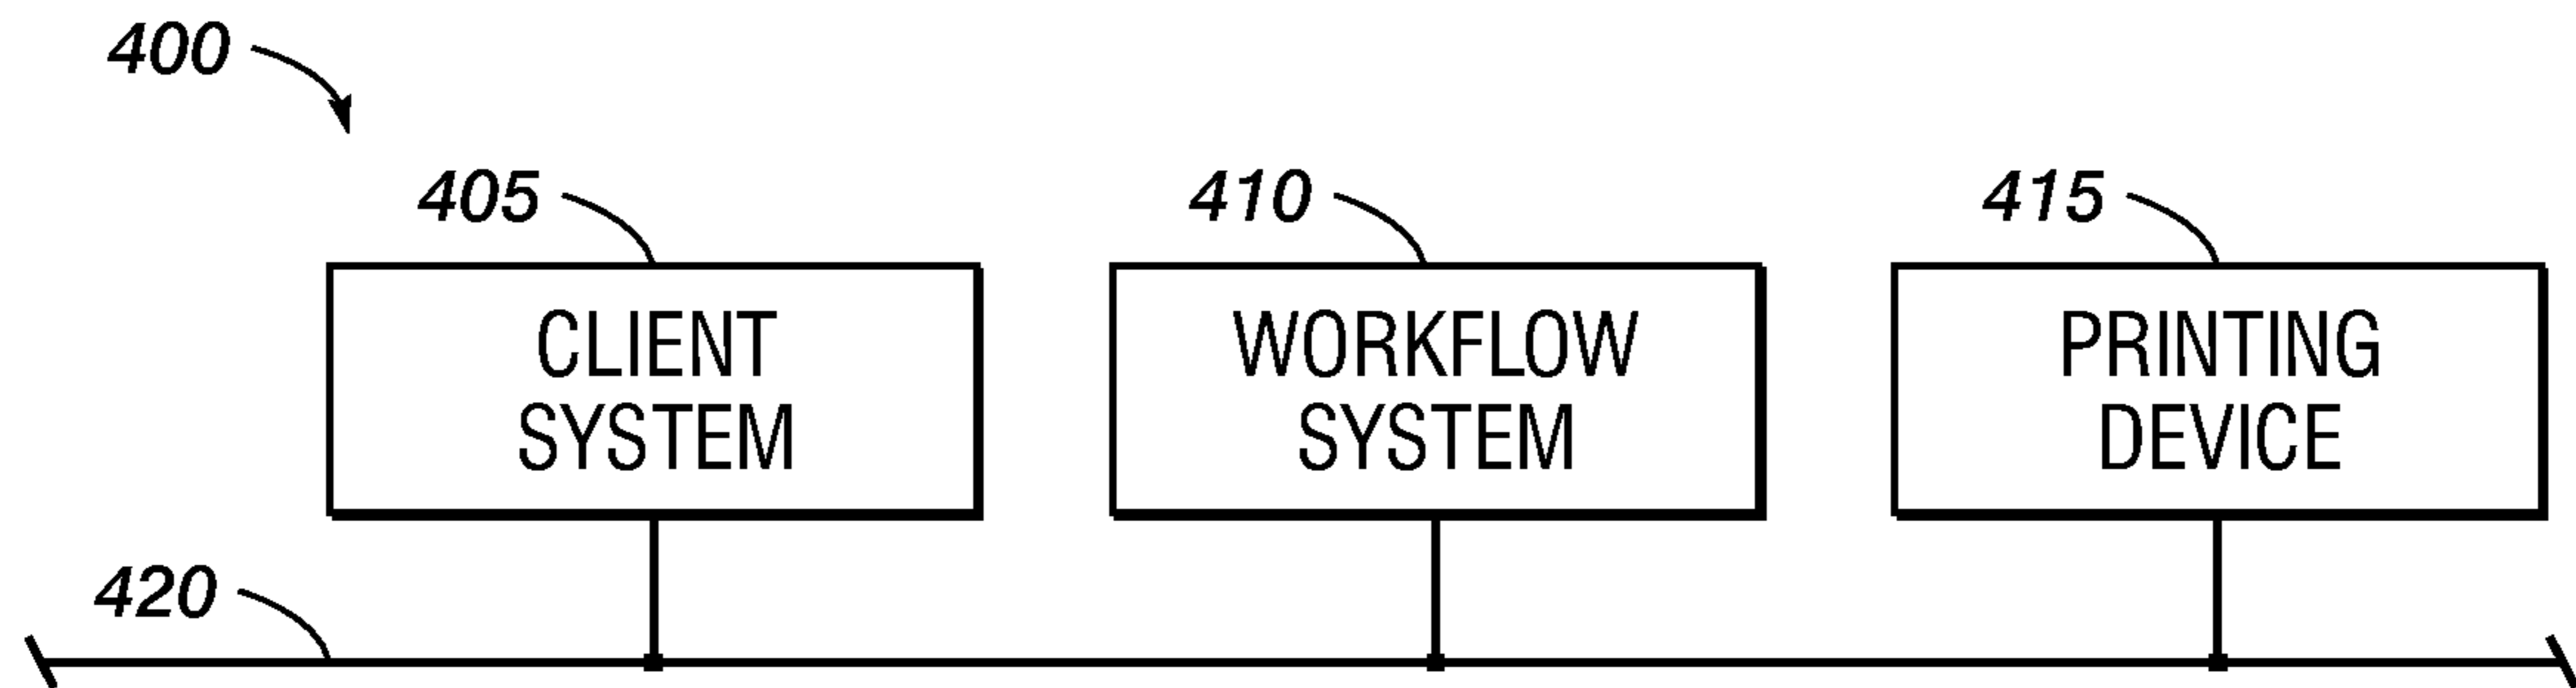 400
405
410
415
CLIENT
SYSTEM
WORKFLOW
SYSTEM
PRINTING
DEVICE
420